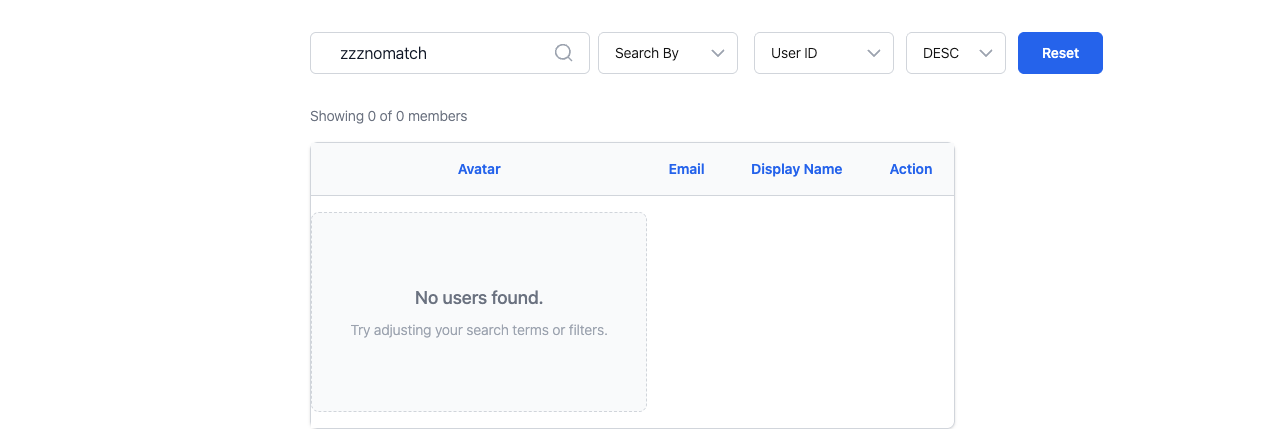 zzznomatch Search By User ID DESC Reset
Showing 0 of 0 members
Avatar Email Display Name Action
No users found.
Try adjusting your search terms or filters.